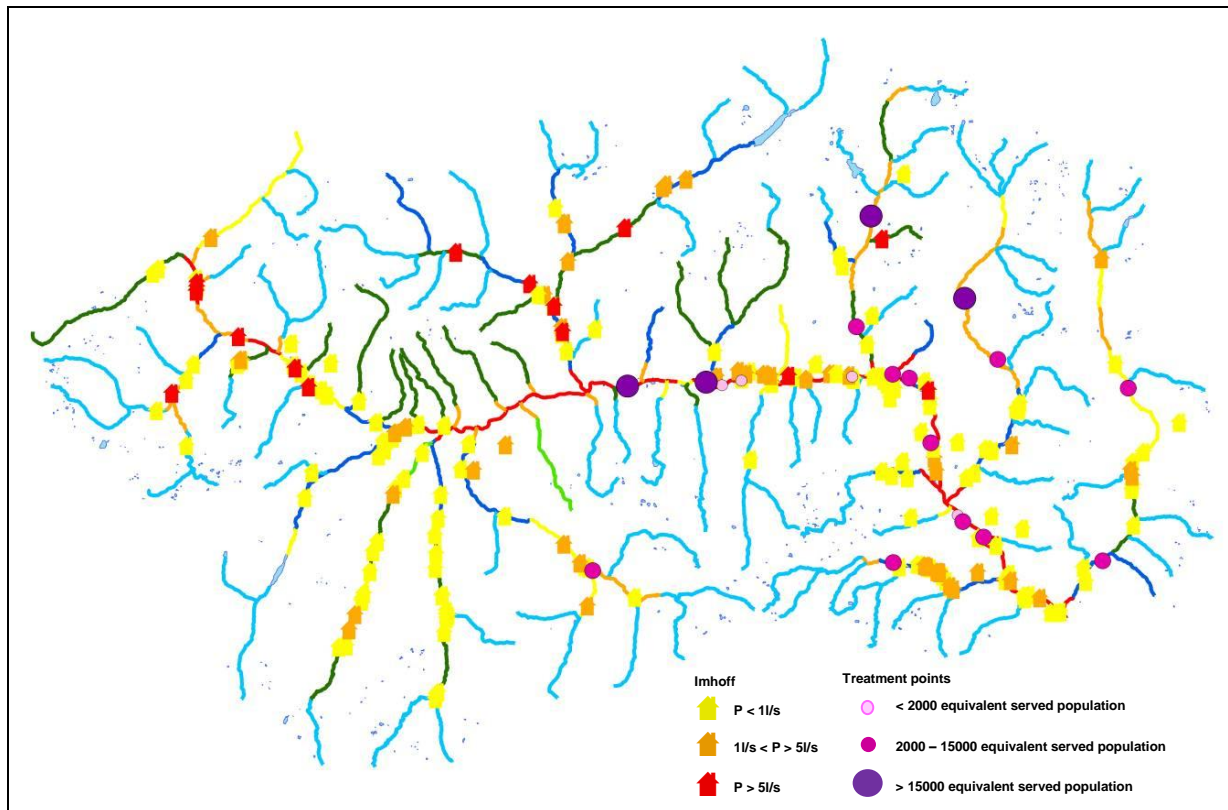 Imhoff
P < 1l/s
1l/s < P > 5l/s
P > 5l/s
Treatment points
< 2000 equivalent served population
2000 – 15000 equivalent served population
> 15000 equivalent served population